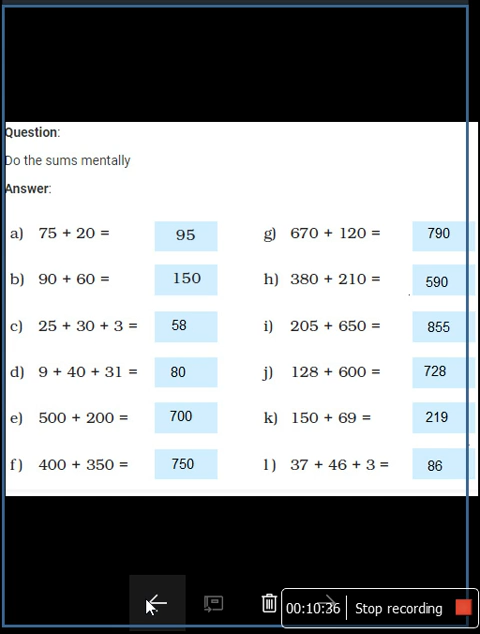 Question:
Do the sums mentally
Answer:
a) 75 + 20 = 95 g) 670 + 120 = 790
b) 90 + 60 = 150 h) 380 + 210 = 590
c) 25 + 30 + 3 = 58 i) 205 + 650 = 855
d) 9 + 40 + 31 = 80 j) 128 + 600 = 728
e) 500 + 200 = 700 k) 150 + 69 = 219
f) 400 + 350 = 750 l) 37 + 46 + 3 = 86
00:10:36 Stop recording